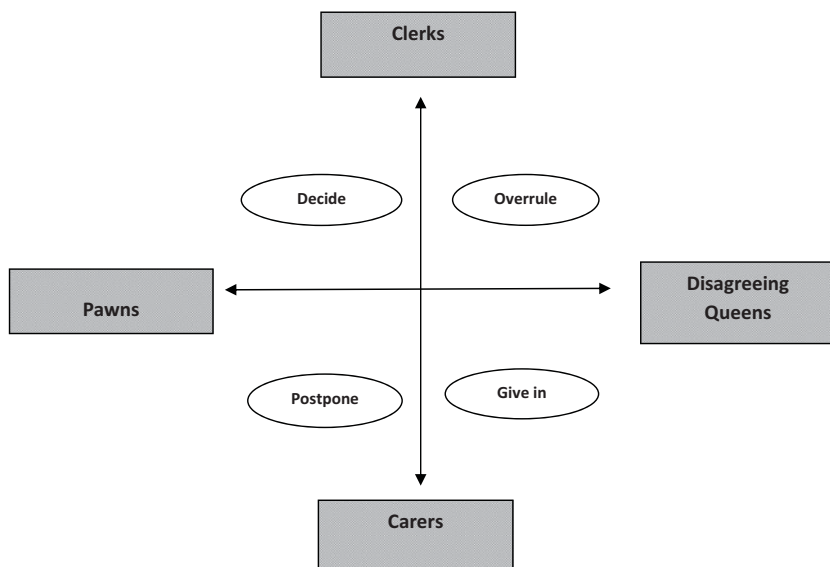 Clerks
Decide
Overrule
Pawns
Disagreeing
Queens
Postpone
Give in
Carers